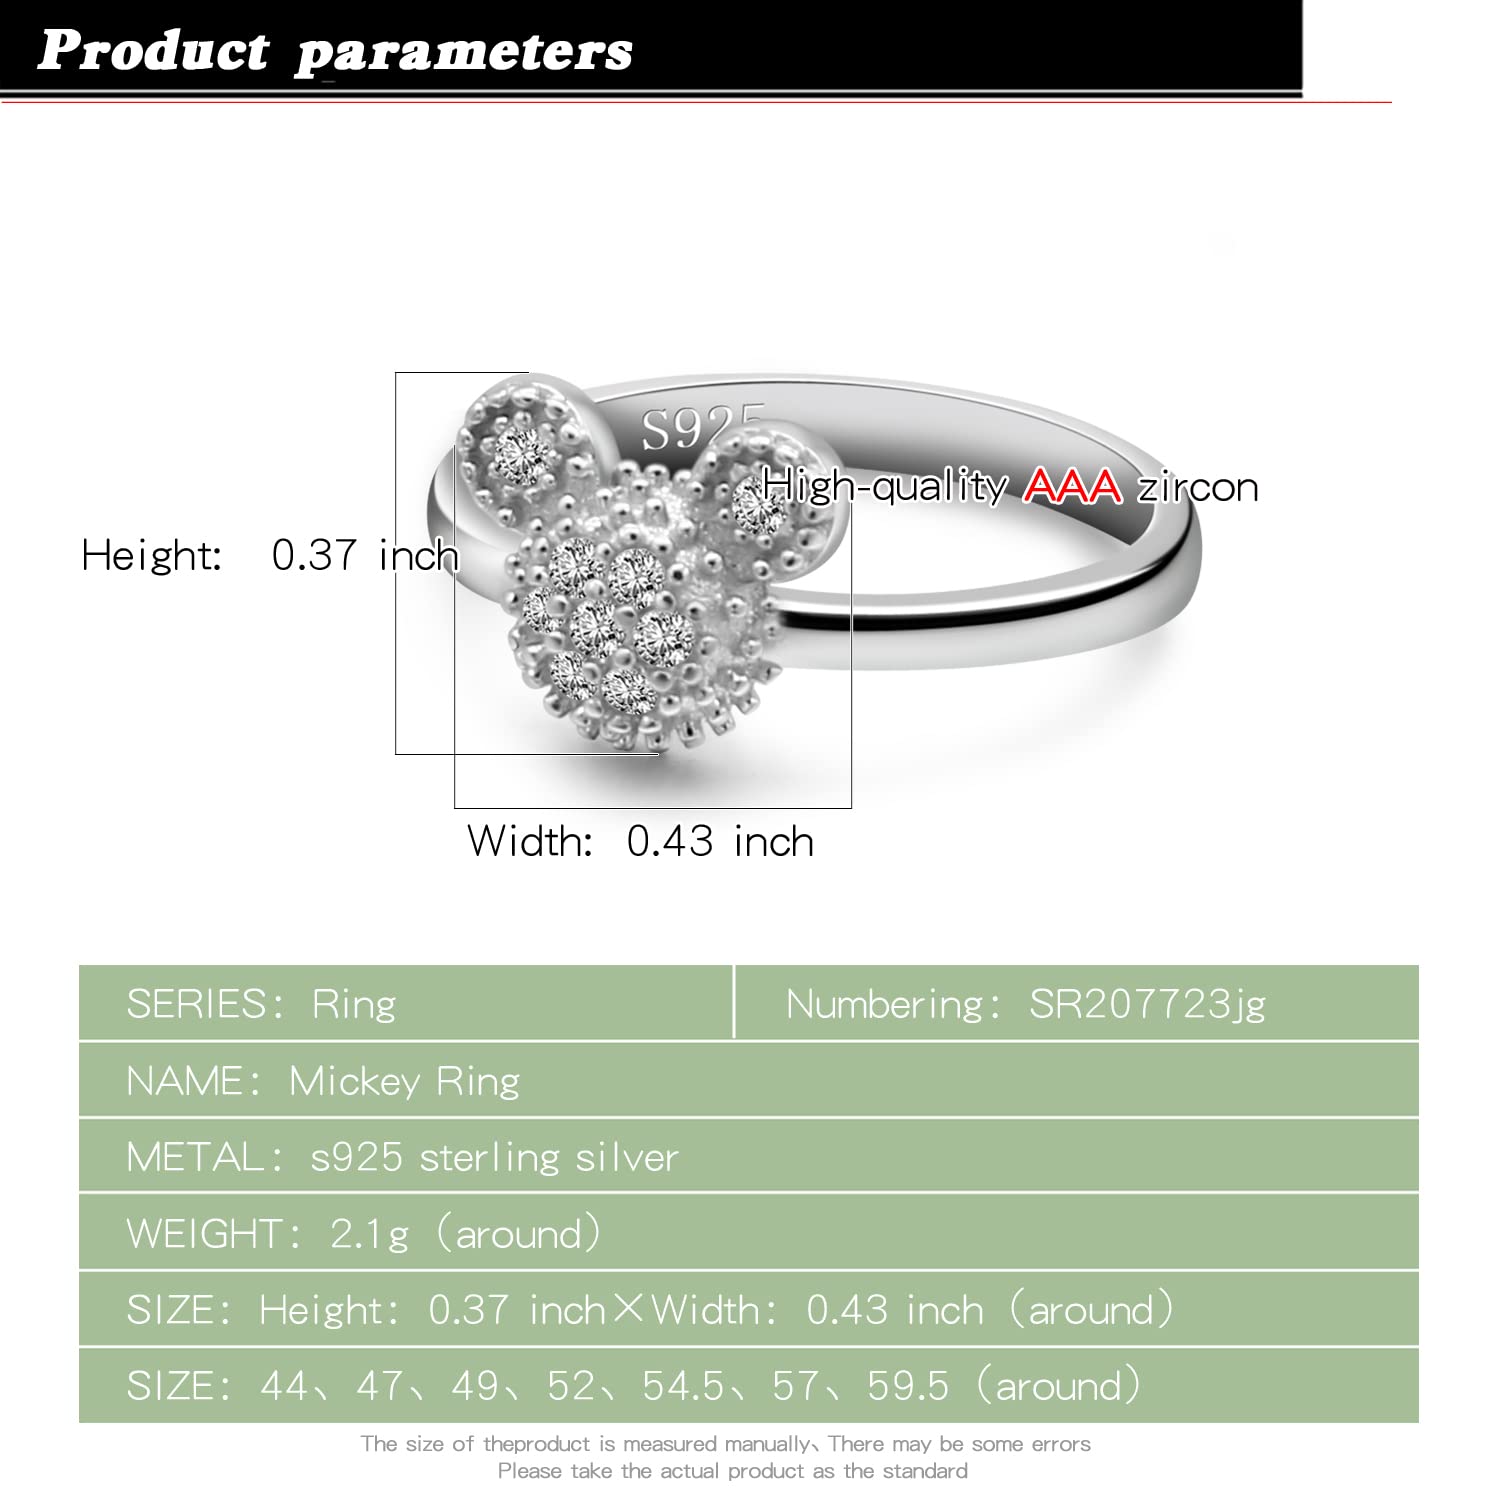 Product parameters
S925
High-quality AAA zircon
Height: 0.37 inch
Width: 0.43 inch
SERIES: Ring
Numbering: SR207723jg
NAME: Mickey Ring
METAL: s925 sterling silver
WEIGHT: 2.1g（around）
SIZE: Height: 0.37 inch×Width: 0.43 inch（around）
SIZE: 44、47、49、52、54.5、57、59.5（around）
The size of theproduct is measured manually、There may be some errors
Please take the actual product as the standard